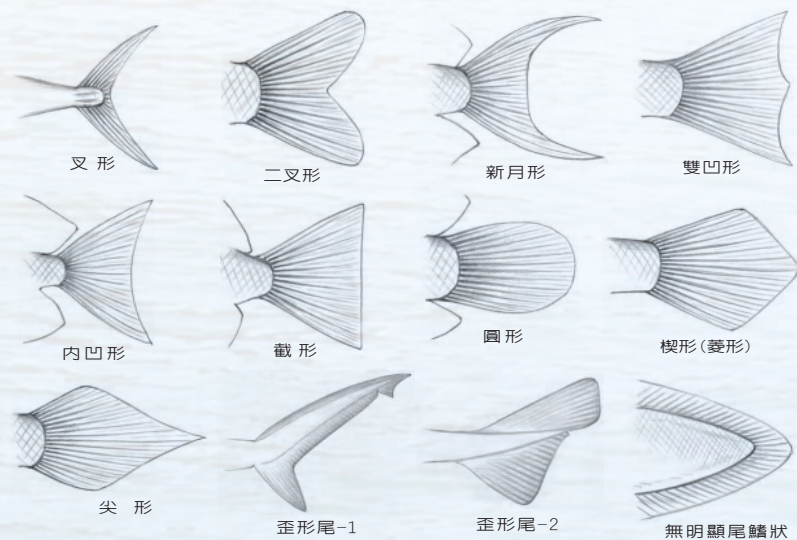 叉 形
二叉形
新月形
雙凹形
內凹形
截 形
圓 形
楔形(菱形)
尖 形
歪形尾-1
歪形尾-2
無明顯尾鰭狀